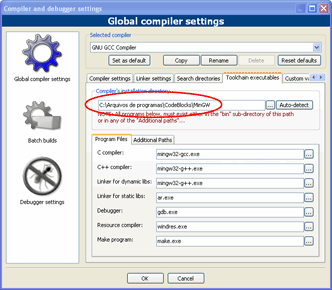 Compiler and debugger settings
Global compiler settings
Global compiler settings
Batch builds
Debugger settings
Selected compiler
GNU GCC Compiler
Set as default
Copy
Rename
Delete
Reset defaults
Compiler settings
Linker settings
Search directories
Toolchain executables
Custom v
Compiler's installation directory
C:\Arquivos de programas\CodeBlocks\MinGW
...
Auto-detect
NOTE: All programs below, must exist either in the "bin" sub-directory of this path
or in any of the "Additional paths"...
Program Files
Additional Paths
C compiler:
mingw32-gcc.exe
...
C++ compiler:
mingw32-g++.exe
...
Linker for dynamic libs:
mingw32-g++.exe
...
Linker for static libs:
ar.exe
...
Debugger:
gdb.exe
...
Resource compiler:
windres.exe
...
Make program:
make.exe
...
OK
Cancel